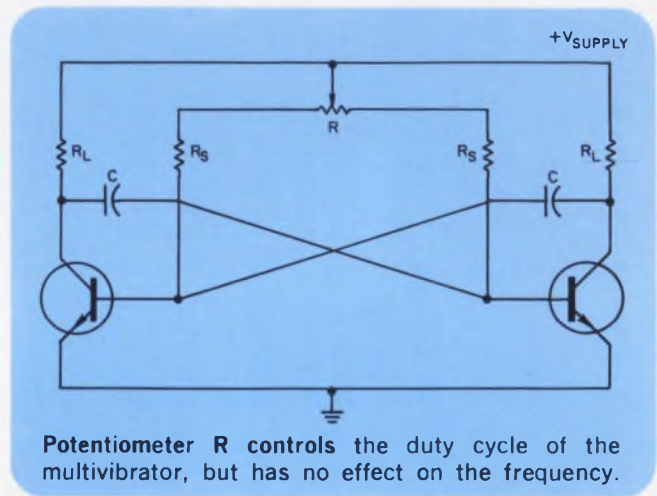 +VSUPPLY
R
RL
RS
RS
RL
C
C
Potentiometer R controls the duty cycle of the
multivibrator, but has no effect on the frequency.